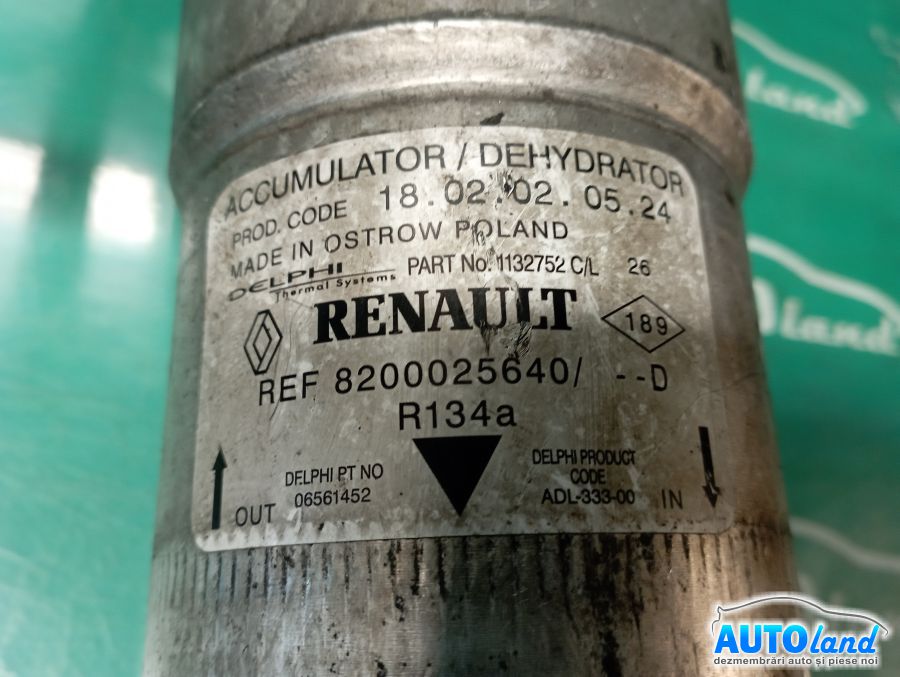 ACCUMULATOR / DEHYDRATOR
PROD. CODE 18.02.02.05.24
MADE IN OSTROW POLAND
DELPHI
Thermal Systems
PART No. 1132752 C/L 26
RENAULT
189
REF 8200025640/ --D
R134a
DELPHI PT NO
06561452
OUT
DELPHI PRODUCT
CODE
ADL-333-00
IN
land
land
AUTOland
dezmembrări auto și piese noi